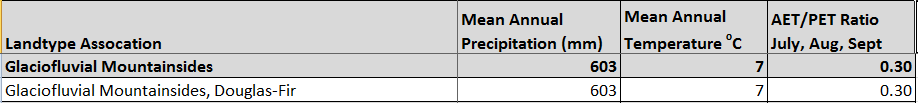 Landtype Assocation Mean Annual Precipitation (mm) Mean Annual Temperature °C AET/PET Ratio July, Aug, Sept
Glaciofluvial Mountainsides 603 7 0.30
Glaciofluvial Mountainsides, Douglas-Fir 603 7 0.30